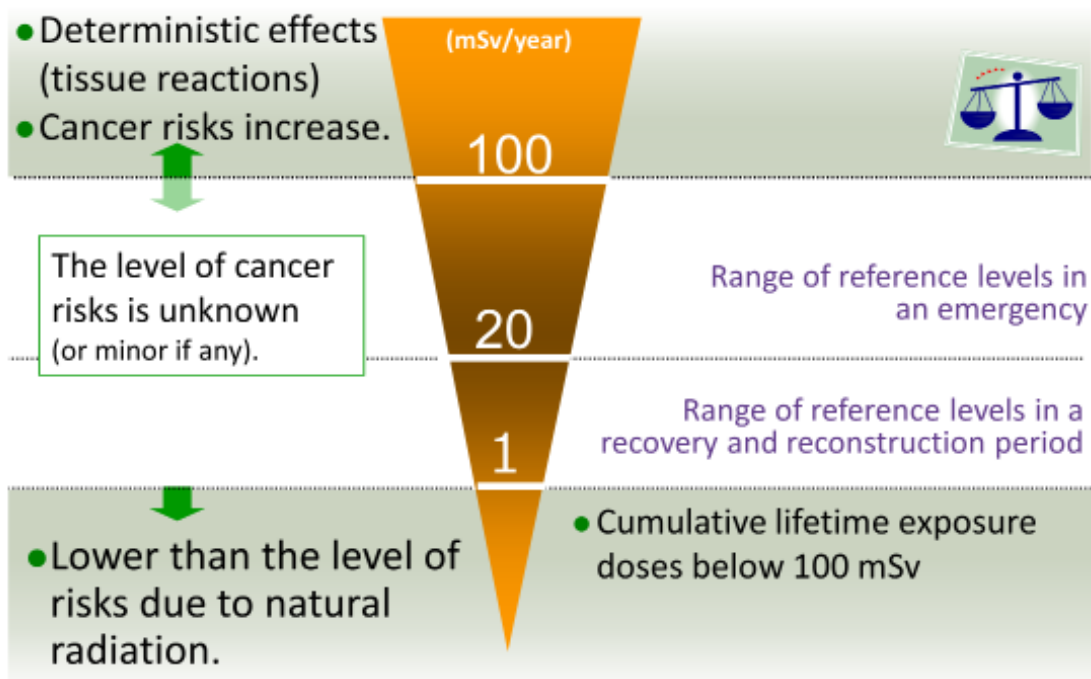 ● Deterministic effects
(tissue reactions)
● Cancer risks increase.
(mSv/year)
100
The level of cancer
risks is unknown
(or minor if any).
Range of reference levels in
an emergency
20
Range of reference levels in a
recovery and reconstruction period
1
● Lower than the level of
risks due to natural
radiation.
● Cumulative lifetime exposure
doses below 100 mSv